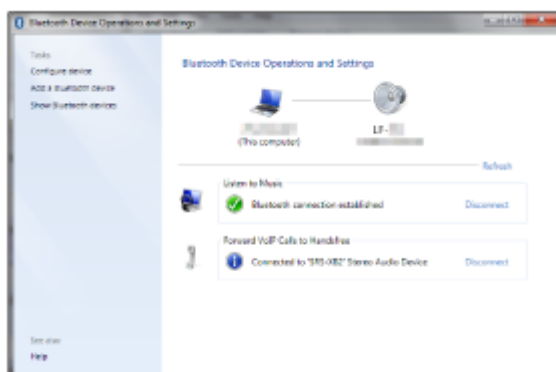 Bluetooth Device Operations and Settings
Tasks
Configure device
Add a Bluetooth device
Show Bluetooth devices
Bluetooth Device Operations and Settings
(This computer)
LF-
Refresh
Listen to Music
Bluetooth connection established
Disconnect
Forward VoIP Calls to Handsfree
Connected to "SRS-XB2" Stereo Audio Device
Disconnect
See also
Help